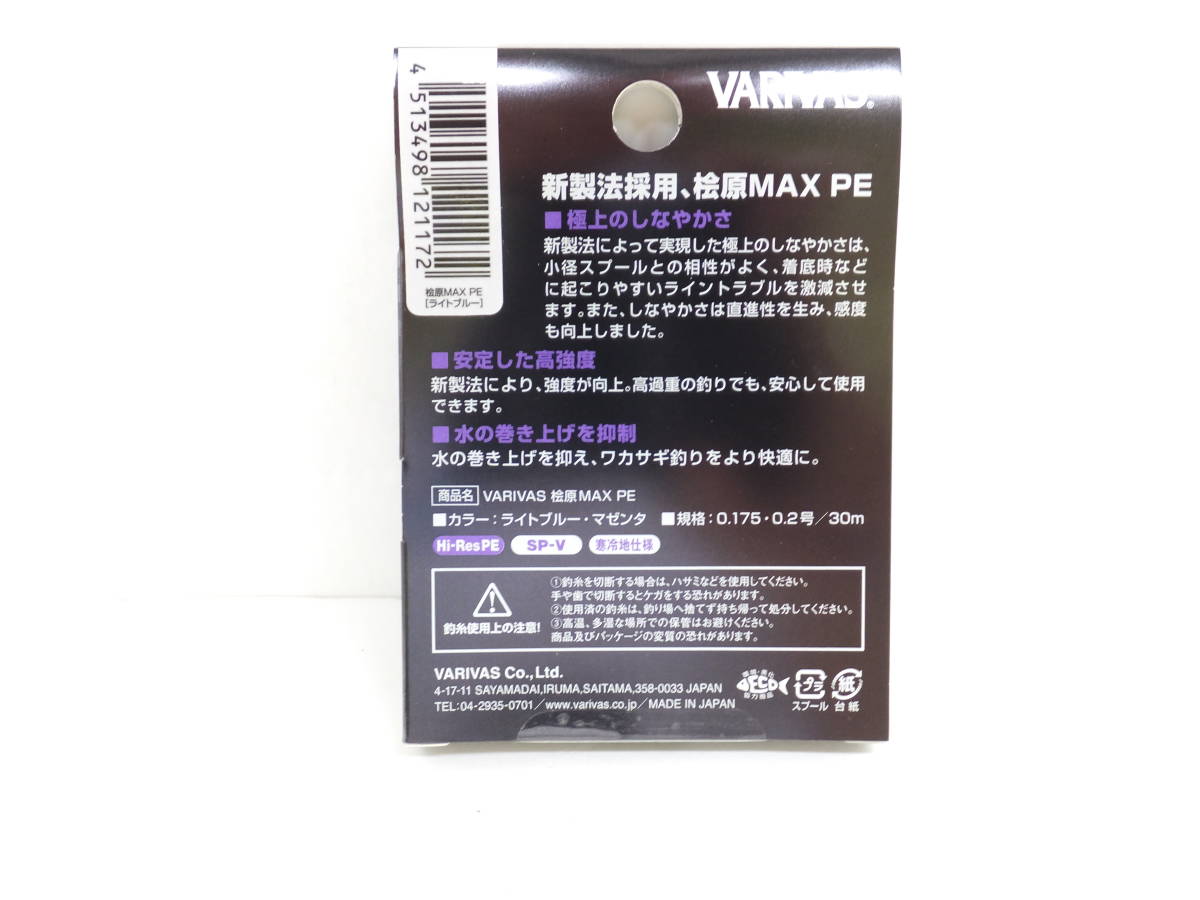 VARIVAS®
4 513498 121172
桧原MAX PE
[ライトブルー]
新製法採用、桧原MAX PE
■極上のしなやかさ
新製法によって実現した極上のしなやかさは、
小径スプールとの相性がよく、着底時など
に起こりやすいライントラブルを激減させ
ます。また、しなやかさは直進性を生み、感度
も向上しました。
■安定した高強度
新製法により、強度が向上。高過重の釣りでも、安心して使用
できます。
■水の巻き上げを抑制
水の巻き上げを抑え、ワカサギ釣りをより快適に。
商品名 VARIVAS 桧原MAX PE
■カラー：ライトブルー・マゼンタ ■規格：0.175・0.2号／30m
Hi-Res PE SP-V 寒冷地仕様
釣糸使用上の注意!
①釣糸を切断する場合は、ハサミなどを使用してください。
手や歯で切断するとケガをする恐れがあります。
②使用済の釣糸は、釣り場へ捨てず持ち帰って処分してください。
③高温、多湿な場所での保管はお避けください。
商品及びパッケージの変質の恐れがあります。
VARIVAS Co.,Ltd.
4-17-11 SAYAMADAI,IRUMA,SAITAMA,358-0033 JAPAN
TEL:04-2935-0701／www.varivas.co.jp／MADE IN JAPAN
ECO
プラ
スプール
紙
台紙